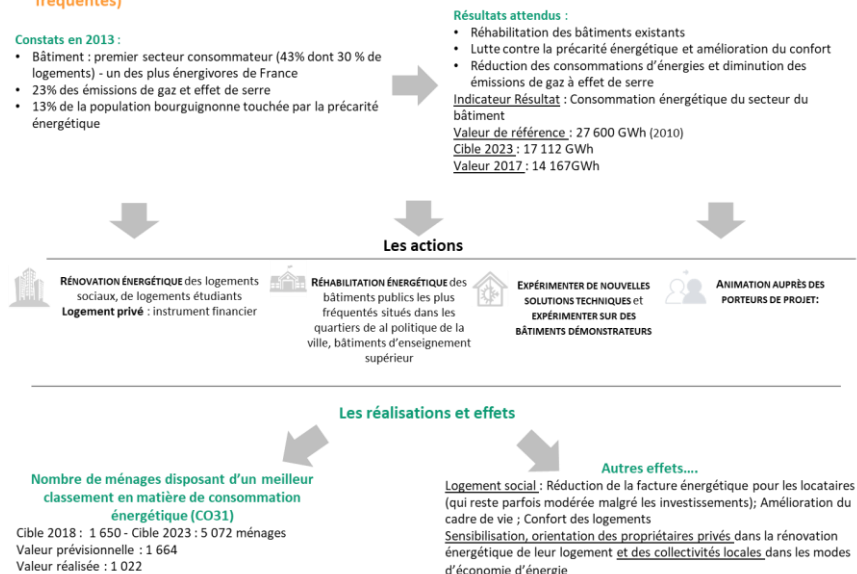 fréquentes)
Constats en 2013 :
• Bâtiment : premier secteur consommateur (43% dont 30 % de
logements) - un des plus énergivores de France
• 23% des émissions de gaz et effet de serre
• 13% de la population bourguignonne touchée par la précarité
énergétique
Résultats attendus :
• Réhabilitation des bâtiments existants
• Lutte contre la précarité énergétique et amélioration du confort
• Réduction des consommations d'énergies et diminution des
émissions de gaz à effet de serre
Indicateur Résultat : Consommation énergétique du secteur du
bâtiment
Valeur de référence : 27 600 GWh (2010)
Cible 2023 : 17 112 GWh
Valeur 2017 : 14 167GWh
Les actions
RÉNOVATION ÉNERGÉTIQUE des logements
sociaux, de logements étudiants
Logement privé : instrument financier
RÉHABILITATION ÉNERGÉTIQUE des
bâtiments publics les plus
fréquentés situés dans les
quartiers de al politique de la
ville, bâtiments d'enseignement
supérieur
EXPÉRIMENTER DE NOUVELLES
SOLUTIONS TECHNIQUES et
EXPÉRIMENTER SUR DES
BÂTIMENTS DÉMONSTRATEURS
ANIMATION AUPRÈS DES
PORTEURS DE PROJET:
Les réalisations et effets
Nombre de ménages disposant d'un meilleur
classement en matière de consommation
énergétique (CO31)
Cible 2018 : 1 650 - Cible 2023 : 5 072 ménages
Valeur prévisionnelle : 1 664
Valeur réalisée : 1 022
Autres effets….
Logement social : Réduction de la facture énergétique pour les locataires
(qui reste parfois modérée malgré les investissements); Amélioration du
cadre de vie ; Confort des logements
Sensibilisation, orientation des propriétaires privés dans la rénovation
énergétique de leur logement et des collectivités locales dans les modes
d'économie d'énergie